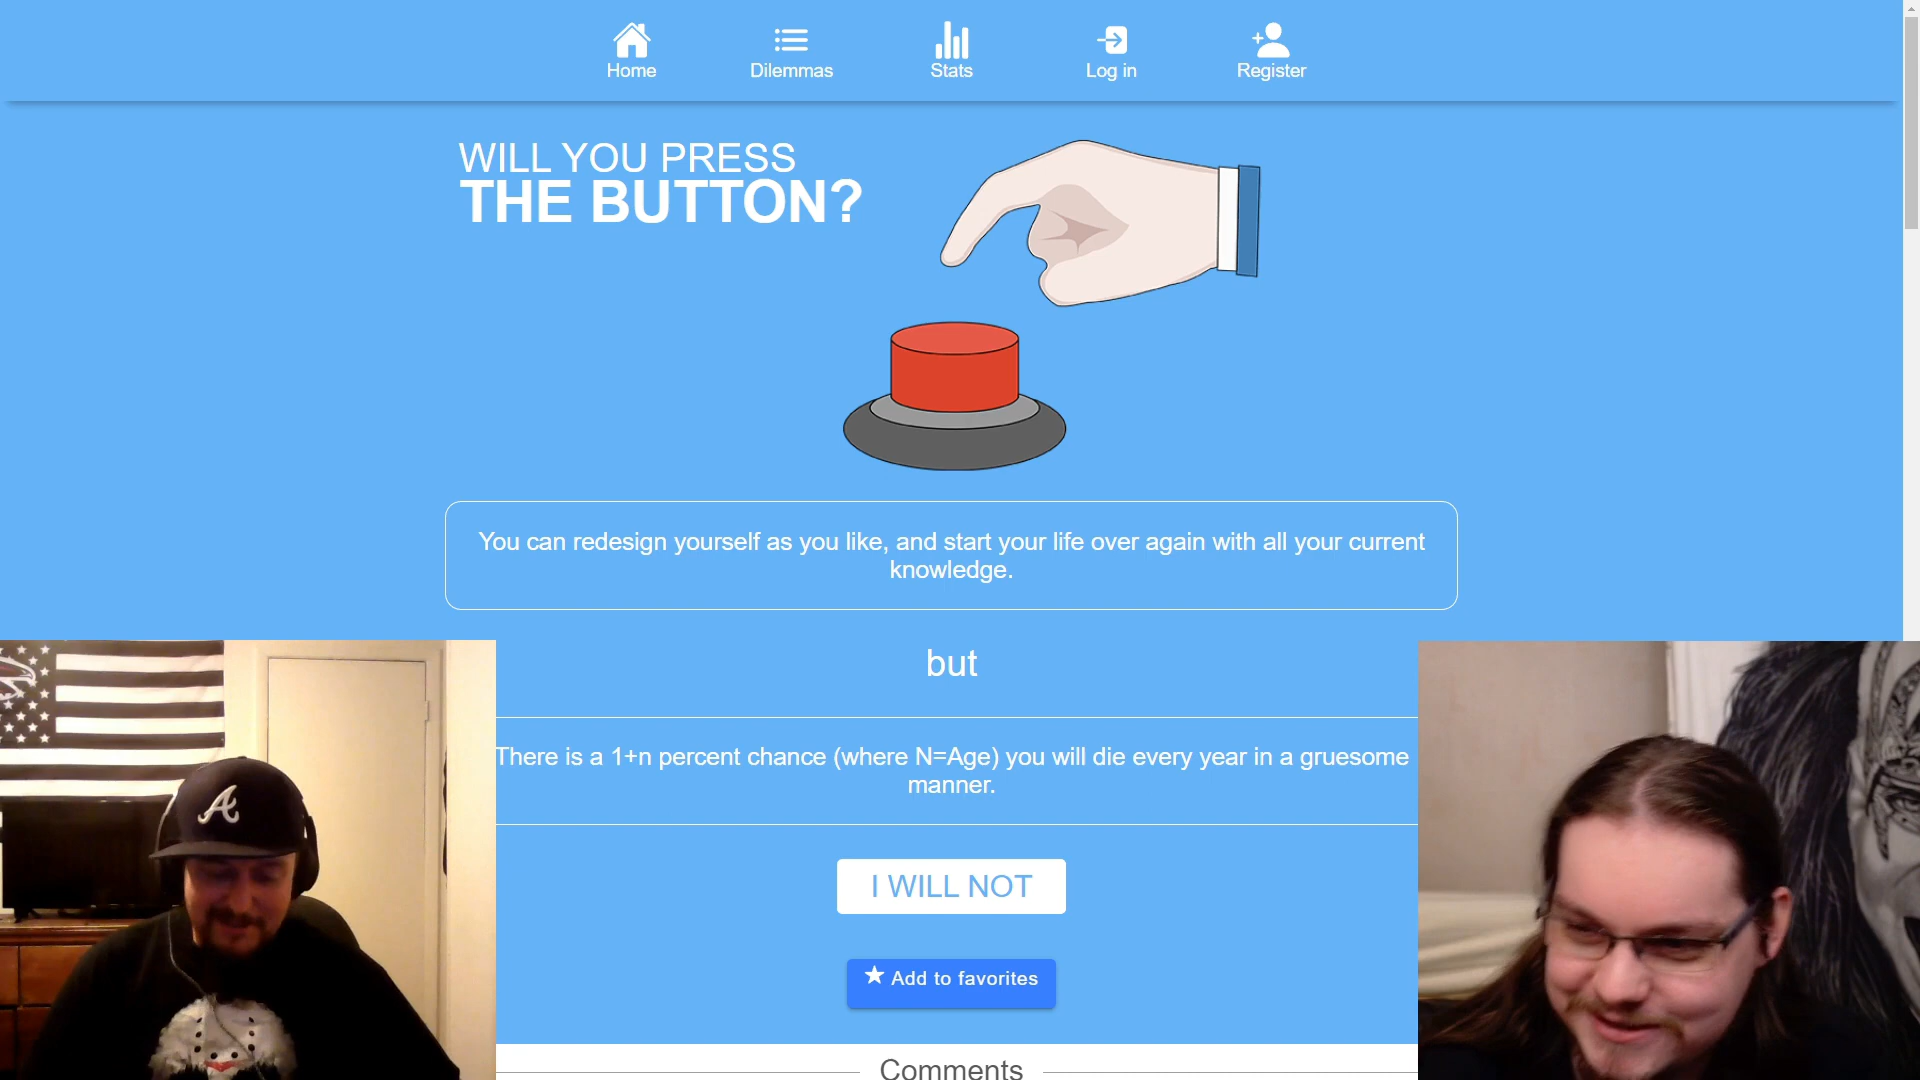 Home
Dilemmas
Stats
Log in
Register
WILL YOU PRESS
THE BUTTON?
You can redesign yourself as you like, and start your life over again with all your current
knowledge.
but
There is a 1+n percent chance (where N=Age) you will die every year in a gruesome
manner.
I WILL NOT
Add to favorites
Comments
A